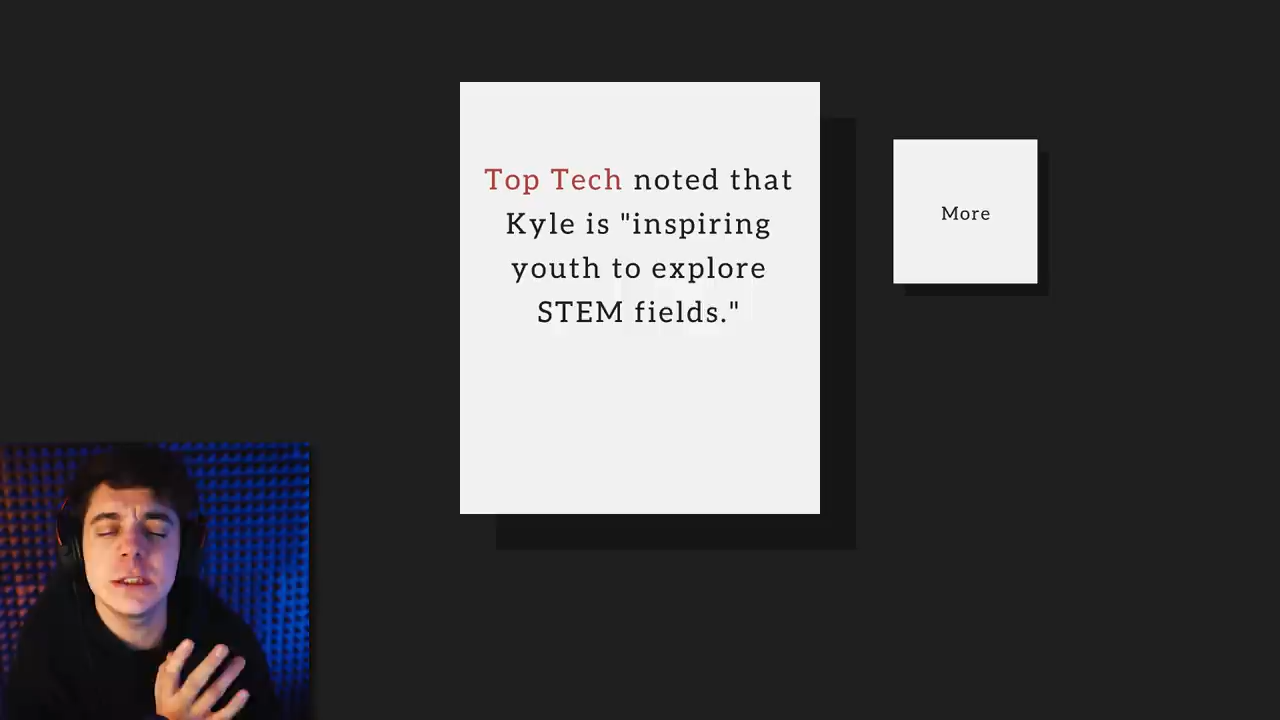 Top Tech noted that
Kyle is "inspiring
youth to explore
STEM fields."
More